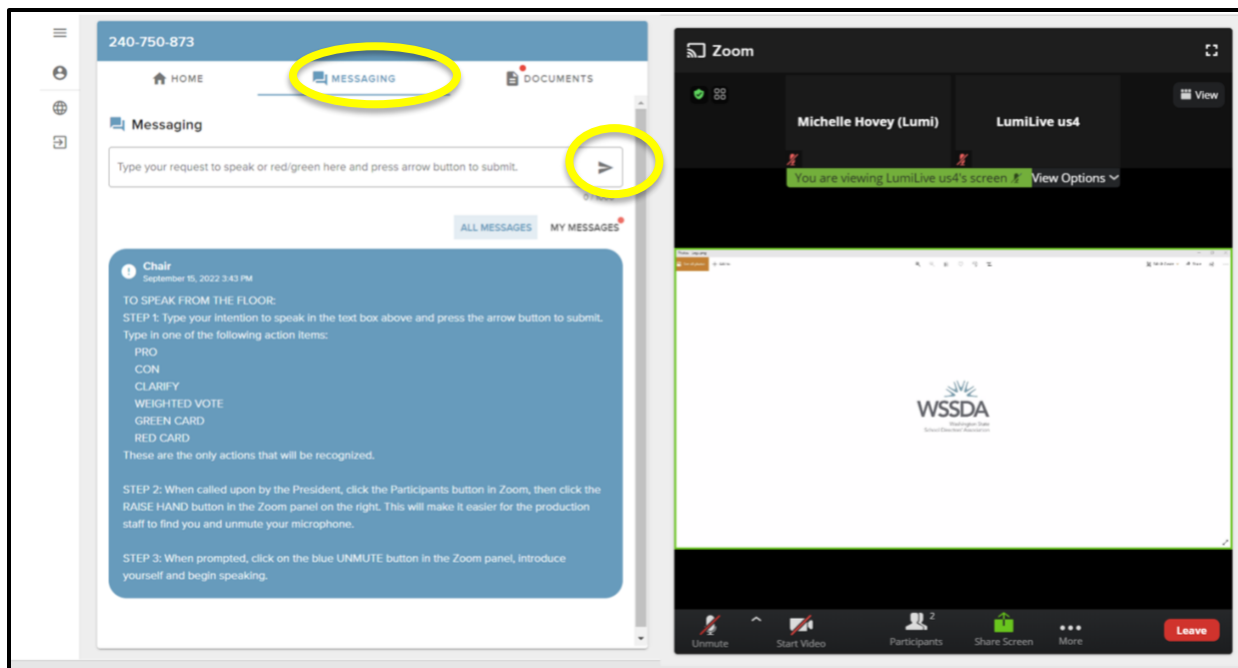 240-750-873
HOME
MESSAGING
DOCUMENTS
Messaging
Type your request to speak or red/green here and press arrow button to submit.
ALL MESSAGES
MY MESSAGES
Chair
September 15, 2022 3:43 PM
TO SPEAK FROM THE FLOOR:
STEP 1: Type your intention to speak in the text box above and press the arrow button to submit.
Type in one of the following action items:
PRO
CON
CLARIFY
WEIGHTED VOTE
GREEN CARD
RED CARD
These are the only actions that will be recognized.
STEP 2: When called upon by the President, click the Participants button in Zoom, then click the
RAISE HAND button in the Zoom panel on the right. This will make it easier for the production
staff to find you and unmute your microphone.
STEP 3: When prompted, click on the blue UNMUTE button in the Zoom panel, introduce
yourself and begin speaking.
Zoom
View
Michelle Hovey (Lumi)
LumiLive us4
You are viewing LumiLive us4's screen
View Options
WSSDA
Washington State
School Directors' Association
Unmute
Start Video
Participants
2
Share Screen
More
Leave